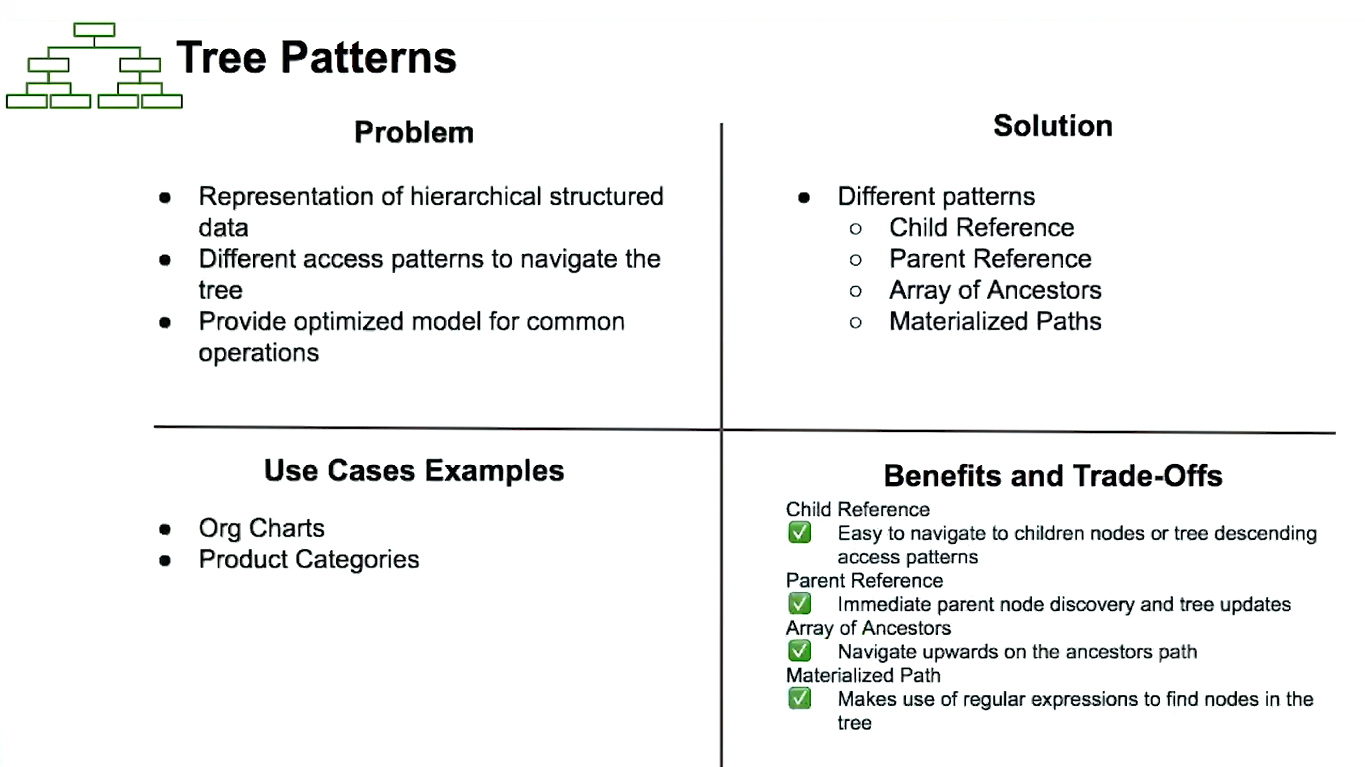 Tree Patterns
Problem
● Representation of hierarchical structured
data
● Different access patterns to navigate the
tree
● Provide optimized model for common
operations
Solution
● Different patterns
○ Child Reference
○ Parent Reference
○ Array of Ancestors
○ Materialized Paths
Use Cases Examples
● Org Charts
● Product Categories
Benefits and Trade-Offs
Child Reference
✅ Easy to navigate to children nodes or tree descending
access patterns
Parent Reference
✅ Immediate parent node discovery and tree updates
Array of Ancestors
✅ Navigate upwards on the ancestors path
Materialized Path
✅ Makes use of regular expressions to find nodes in the
tree